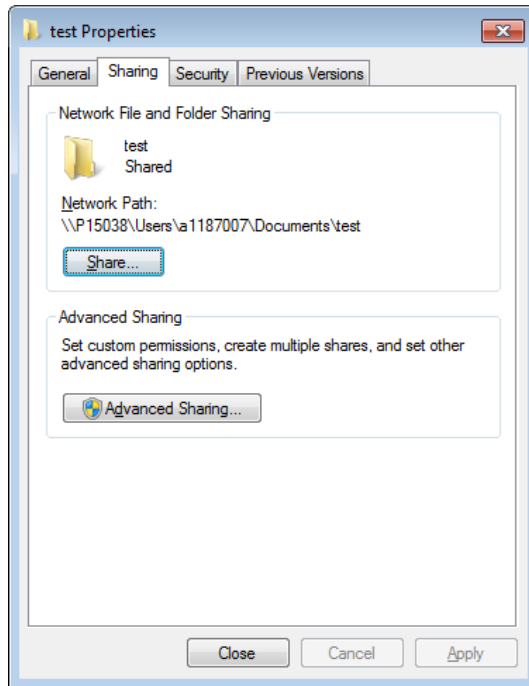 test Properties
General Sharing Security Previous Versions
Network File and Folder Sharing
test
Shared
Network Path:
\\P15038\Users\a1187007\Documents\test
Share...
Advanced Sharing
Set custom permissions, create multiple shares, and set other
advanced sharing options.
Advanced Sharing...
Close Cancel Apply